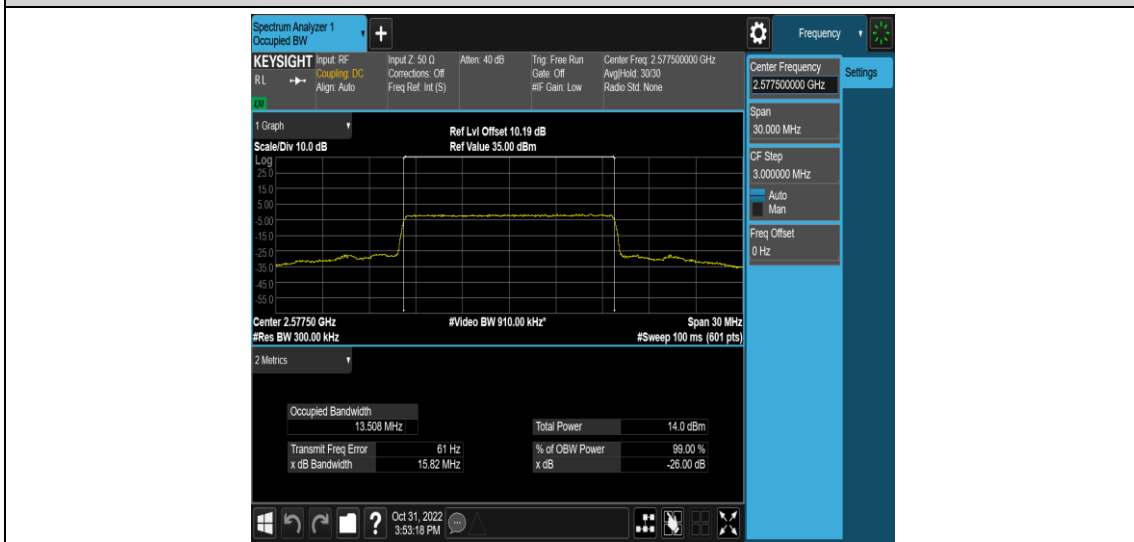 Spectrum Analyzer 1
Occupied BW
+
Frequency
KEYSIGHT Input: RF Input Z: 50 Ω Atten: 40 dB Trig: Free Run Center Freq: 2.577500000 GHz
RL Coupling: DC Corrections: Off Gate: Off Avg|Hold: 30/30
Align: Auto Freq Ref: Int (S) #IF Gain: Low Radio Std: None
Center Frequency
2.577500000 GHz
Settings
Span
30.000 MHz
CF Step
3.000000 MHz
Auto
Man
Freq Offset
0 Hz
1 Graph
Ref Lvl Offset 10.19 dB
Scale/Div 10.0 dB Ref Value 35.00 dBm
Log
25.0
15.0
5.00
-5.00
-15.0
-25.0
-35.0
-45.0
-55.0
Center 2.57750 GHz #Video BW 910.00 kHz* Span 30 MHz
#Res BW 300.00 kHz #Sweep 100 ms (601 pts)
2 Metrics
Occupied Bandwidth
13.508 MHz
Total Power 14.0 dBm
Transmit Freq Error 61 Hz % of OBW Power 99.00 %
x dB Bandwidth 15.82 MHz x dB -26.00 dB
?
Oct 31, 2022
3:53:18 PM